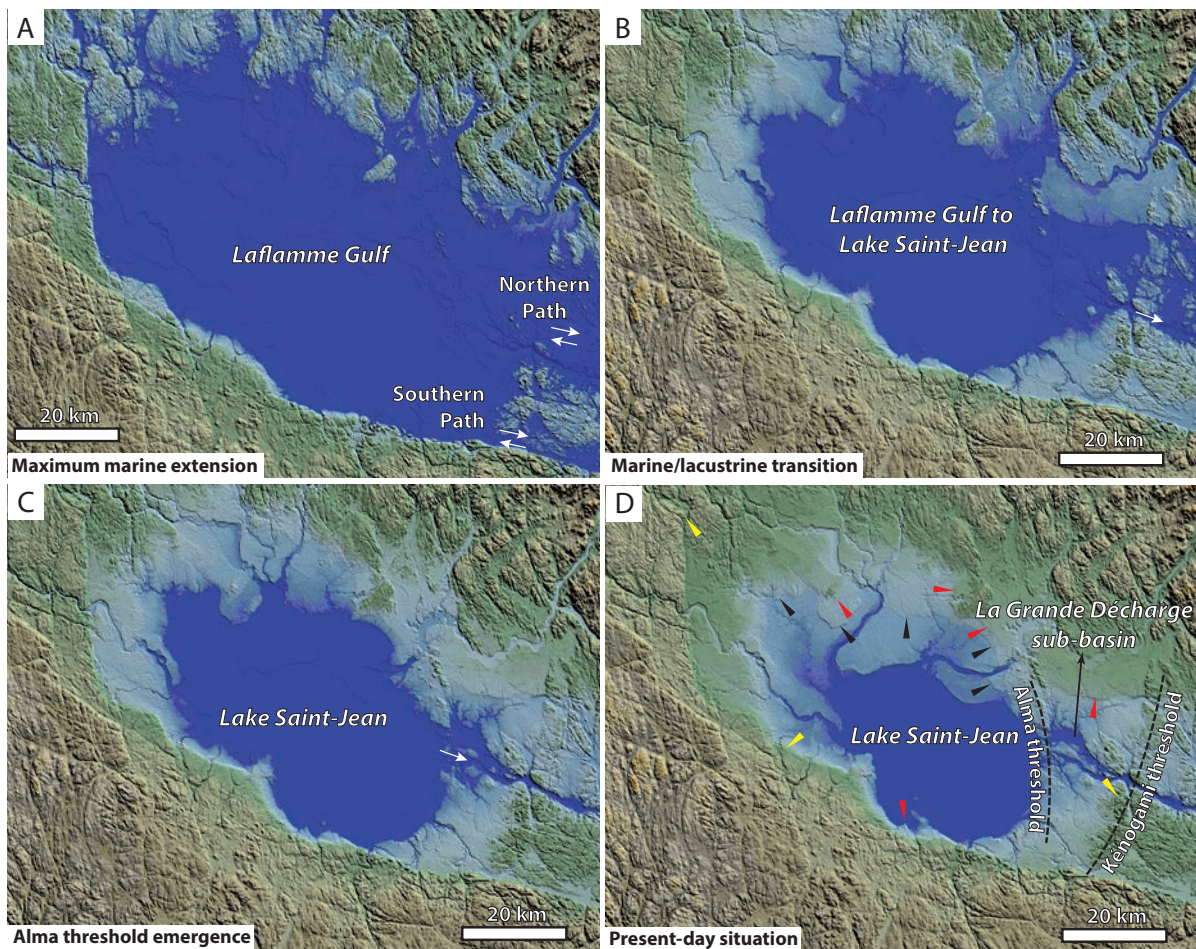 A
Laflamme Gulf
Northern
Path
Southern
Path
20 km
Maximum marine extension
B
Laflamme Gulf to
Lake Saint-Jean
20 km
Marine/lacustrine transition
C
Lake Saint-Jean
20 km
Alma threshold emergence
D
La Grande Décharge
sub-basin
Lake Saint-Jean
Alma threshold
Kénogami threshold
20 km
Present-day situation